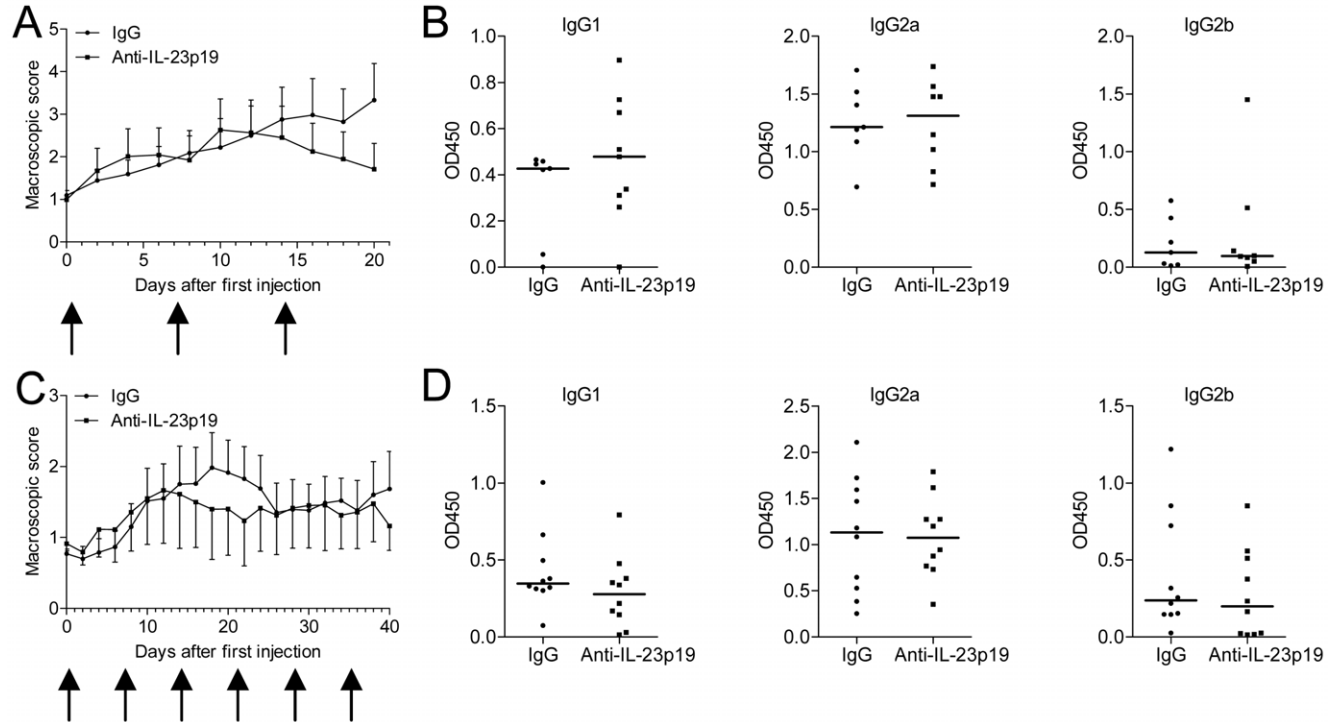 A
IgG
Anti-IL-23p19
Macroscopic score
5
4
3
2
1
0
0 5 10 15 20
Days after first injection
B
IgG1
OD450
1.0
0.8
0.6
0.4
0.2
0.0
IgG Anti-IL-23p19
IgG2a
OD450
2.0
1.5
1.0
0.5
0.0
IgG Anti-IL-23p19
IgG2b
OD450
2.0
1.5
1.0
0.5
0.0
IgG Anti-IL-23p19
C
IgG
Anti-IL-23p19
Macroscopic score
3
2
1
0
0 10 20 30 40
Days after first injection
D
IgG1
OD450
1.5
1.0
0.5
0.0
IgG Anti-IL-23p19
IgG2a
OD450
2.5
2.0
1.5
1.0
0.5
0.0
IgG Anti-IL-23p19
IgG2b
OD450
1.5
1.0
0.5
0.0
IgG Anti-IL-23p19